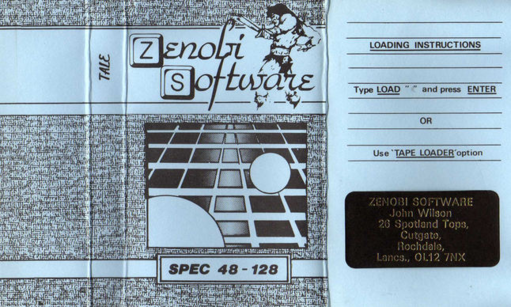 TALE
Zenobi
Software
SPEC 48-128
LOADING INSTRUCTIONS
Type LOAD "" and press ENTER
OR
Use 'TAPE LOADER' option
ZENOBI SOFTWARE
John Wilson
26 Spotland Tops,
Cutgate,
Rochdale,
Lancs., OL12 7NX